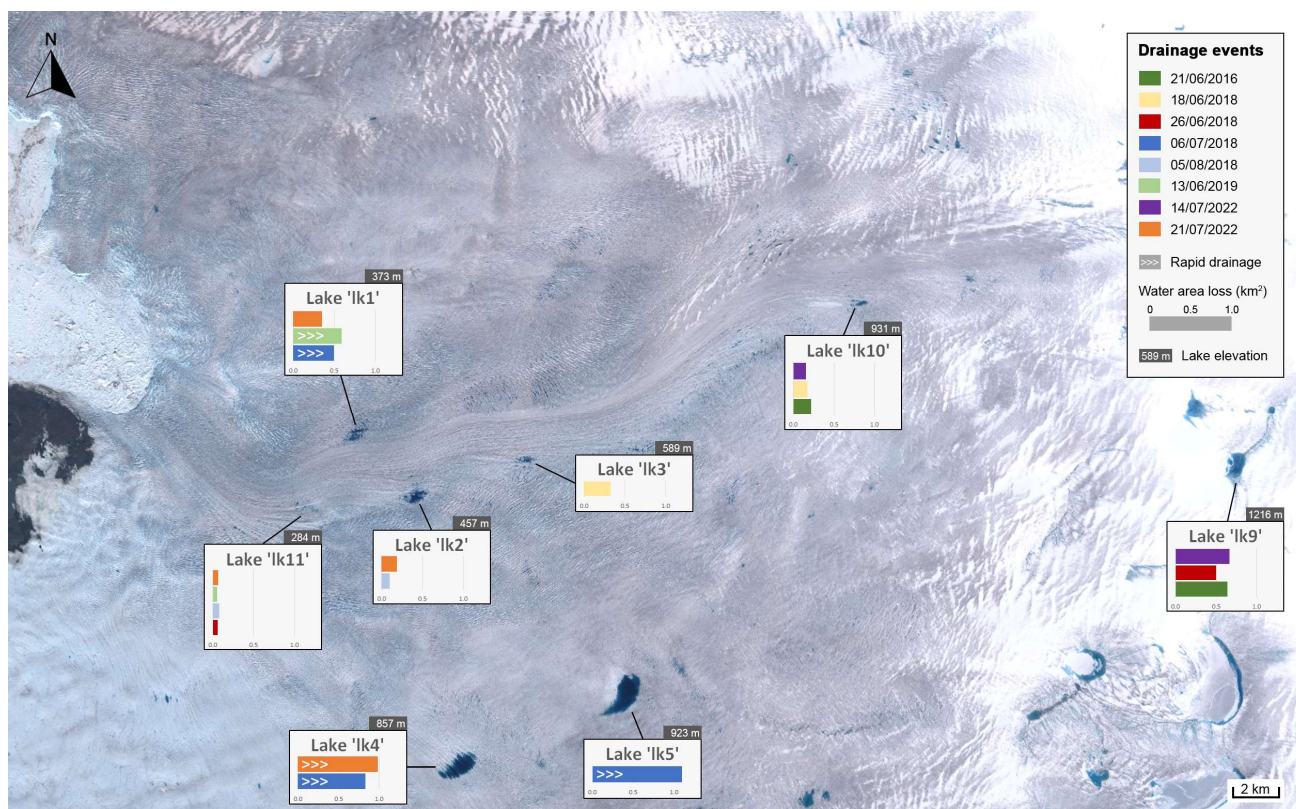 N
Drainage events
21/06/2016
18/06/2018
26/06/2018
06/07/2018
05/08/2018
13/06/2019
14/07/2022
21/07/2022
>>> Rapid drainage
Water area loss (km²)
0 1.0
589 m Lake elevation
373 m
Lake 'lk1'
>>>
>>>
0.0 0.5 1.0
931 m
Lake 'lk10'
0.0 0.5 1.0
589 m
Lake 'lk3'
0.0 0.5 1.0
457 m
Lake 'lk2'
0.0 0.5 1.0
284 m
Lake 'lk11'
0.0 0.5 1.0
1216 m
Lake 'lk9'
0.0 0.5 1.0
857 m
Lake 'lk4'
>>>
>>>
0.0 0.5 1.0
923 m
Lake 'lk5'
>>>
0.0 0.5 1.0
2 km